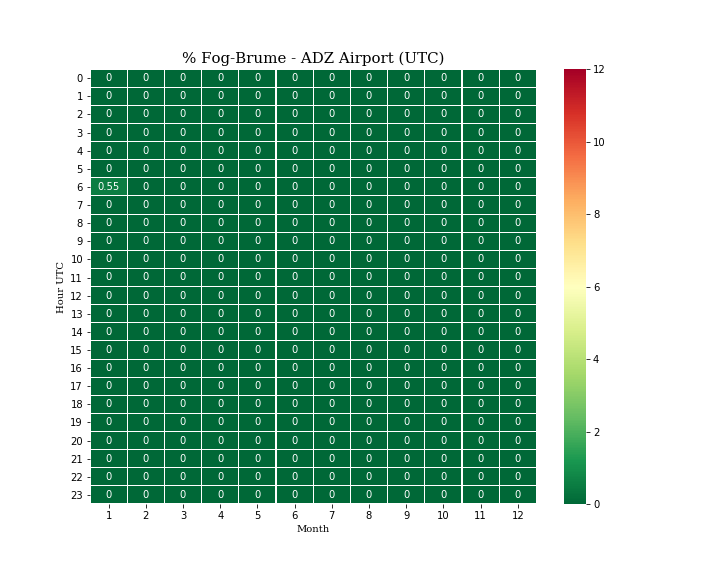 % Fog-Brume - ADZ Airport (UTC)
0 0 0 0 0 0 0 0 0 0 0 0 0
1 0 0 0 0 0 0 0 0 0 0 0 0
2 0 0 0 0 0 0 0 0 0 0 0 0
3 0 0 0 0 0 0 0 0 0 0 0 0
4 0 0 0 0 0 0 0 0 0 0 0 0
5 0 0 0 0 0 0 0 0 0 0 0 0
6 0.55 0 0 0 0 0 0 0 0 0 0 0
7 0 0 0 0 0 0 0 0 0 0 0 0
8 0 0 0 0 0 0 0 0 0 0 0 0
9 0 0 0 0 0 0 0 0 0 0 0 0
10 0 0 0 0 0 0 0 0 0 0 0 0
11 0 0 0 0 0 0 0 0 0 0 0 0
12 0 0 0 0 0 0 0 0 0 0 0 0
13 0 0 0 0 0 0 0 0 0 0 0 0
14 0 0 0 0 0 0 0 0 0 0 0 0
15 0 0 0 0 0 0 0 0 0 0 0 0
16 0 0 0 0 0 0 0 0 0 0 0 0
17 0 0 0 0 0 0 0 0 0 0 0 0
18 0 0 0 0 0 0 0 0 0 0 0 0
19 0 0 0 0 0 0 0 0 0 0 0 0
20 0 0 0 0 0 0 0 0 0 0 0 0
21 0 0 0 0 0 0 0 0 0 0 0 0
22 0 0 0 0 0 0 0 0 0 0 0 0
23 0 0 0 0 0 0 0 0 0 0 0 0
1 2 3 4 5 6 7 8 9 10 11 12
Month
Hour UTC
12
10
8
6
4
2
0